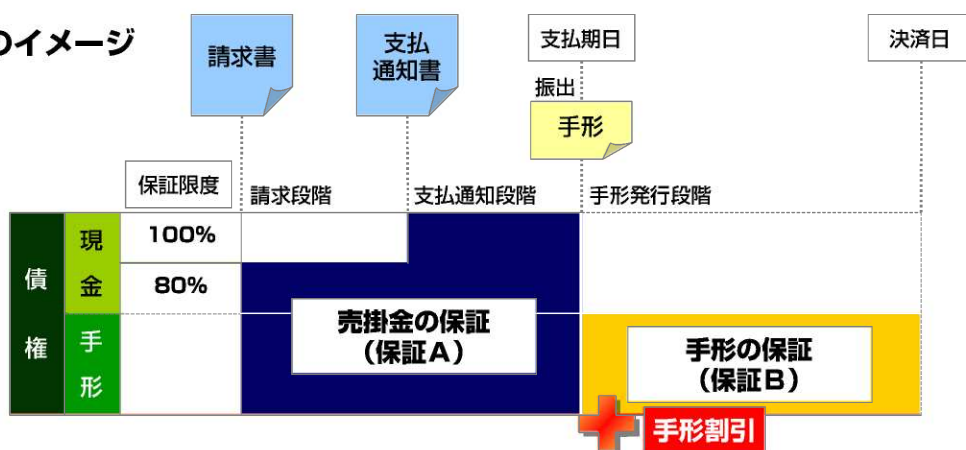 のイメージ
請求書
支払
通知書
支払期日
決済日
振出
手形
保証限度
請求段階
支払通知段階
手形発行段階
債権
現金
100%
80%
手形
売掛金の保証
（保証A）
手形の保証
（保証B）
手形割引